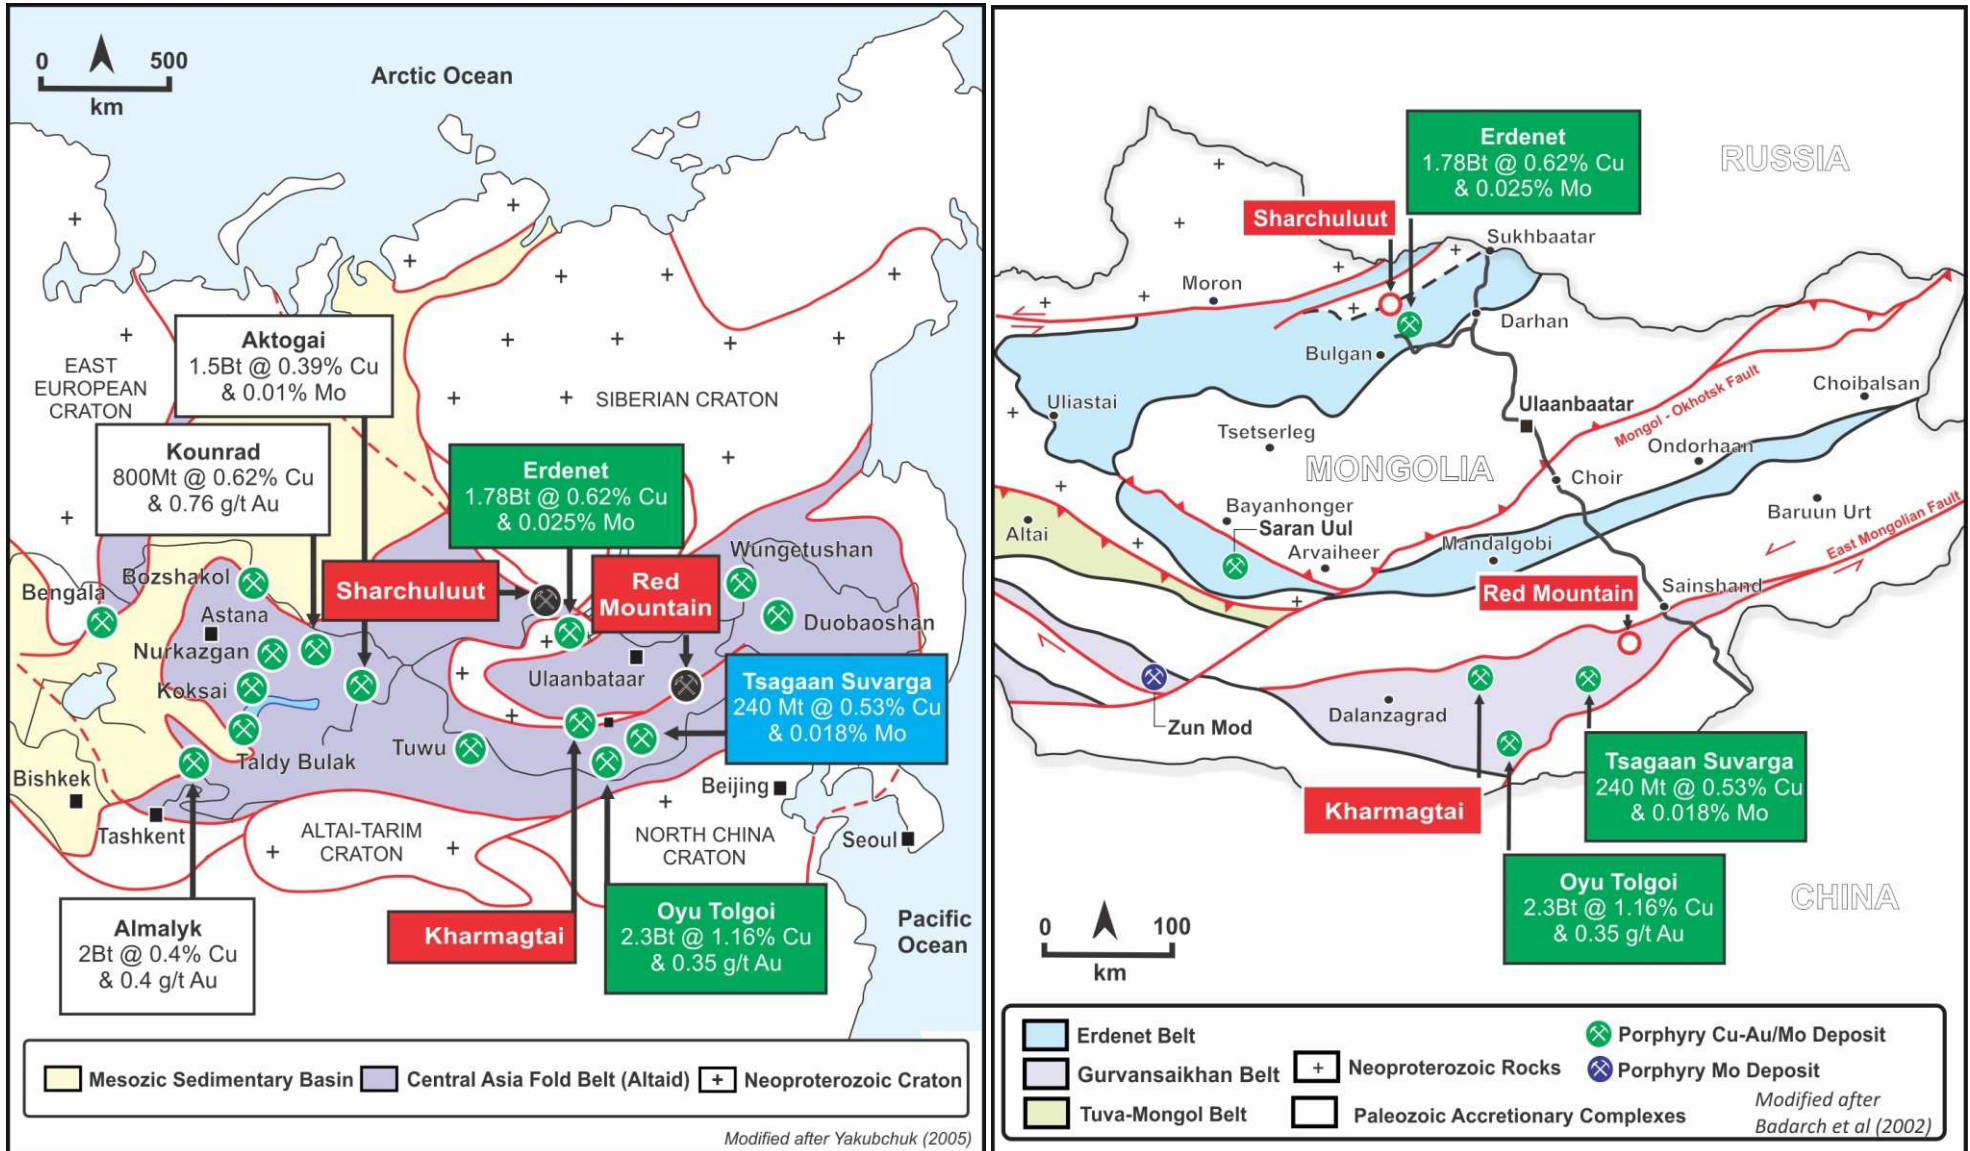 0
500
km
Arctic Ocean
Aktogai
1.5Bt @ 0.39% Cu
& 0.01% Mo
EAST
EUROPEAN
CRATON
SIBERIAN CRATON
Kounrad
800Mt @ 0.62% Cu
& 0.76 g/t Au
Erdenet
1.78Bt @ 0.62% Cu
& 0.025% Mo
Wungetushan
Bozshakol
Bengala
Sharchuluut
Red
Mountain
Astana
Duobaoshan
Nurkazgan
Ulaanbataar
Koksai
Tsagaan Suvarga
240 Mt @ 0.53% Cu
& 0.018% Mo
Tuwu
Taldy Bulak
Bishkek
Beijing
Tashkent
ALTAI-TARIM
CRATON
NORTH CHINA
CRATON
Seoul
Almalyk
2Bt @ 0.4% Cu
& 0.4 g/t Au
Kharmagtai
Oyu Tolgoi
2.3Bt @ 1.16% Cu
& 0.35 g/t Au
Pacific
Ocean
Mesozic Sedimentary Basin
Central Asia Fold Belt (Altaid)
Neoproterozoic Craton
Modified after Yakubchuk (2005)
Erdenet
1.78Bt @ 0.62% Cu
& 0.025% Mo
RUSSIA
Sharchuluut
Sukhbaatar
Moron
Darhan
Bulgan
Uliastai
Choibalsan
Ulaanbaatar
Mongol - Okhotsk Fault
Tsetserleg
Ondorhaan
MONGOLIA
Choir
Bayanhonger
Saran Uul
Baruun Urt
Altai
Arvaiheer
Mandalgobi
East Mongolian Fault
Red Mountain
Sainshand
Dalanzagrad
Zun Mod
Tsagaan Suvarga
240 Mt @ 0.53% Cu
& 0.018% Mo
Kharmagtai
Oyu Tolgoi
2.3Bt @ 1.16% Cu
& 0.35 g/t Au
CHINA
0
100
km
Erdenet Belt
Gurvansaikhan Belt
Tuva-Mongol Belt
Neoproterozoic Rocks
Paleozoic Accretionary Complexes
Porphyry Cu-Au/Mo Deposit
Porphyry Mo Deposit
Modified after
Badarch et al (2002)